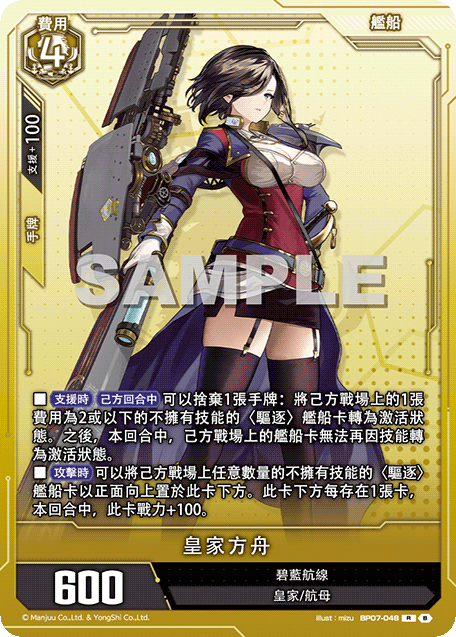 費用
4
艦船
支援+100
手牌
SAMPLE
■ 支援時 己方回合中 可以捨棄1張手牌：將己方戰場上的1張
費用為2或以下的不擁有技能的〈驅逐〉艦船卡轉為激活狀
態。之後，本回合中，己方戰場上的艦船卡無法再因技能轉
為激活狀態。
■ 攻擊時 可以將己方戰場上任意數量的不擁有技能的〈驅逐〉
艦船卡以正面向上置於此卡下方。此卡下方每存在1張卡，
本回合中，此卡戰力+100。
皇家方舟
600
碧藍航線
皇家/航母
© Manjuu Co.,Ltd. & YongShi Co.,Ltd.
illust : mizu BP07-048 R B